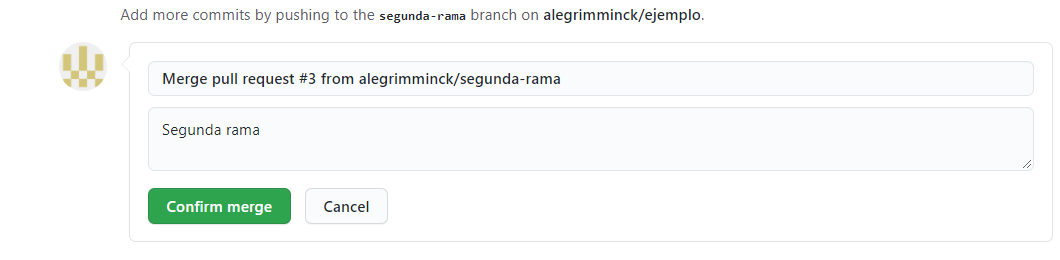 Add more commits by pushing to the segunda-rama branch on alegrimminck/ejemplo.
Merge pull request #3 from alegrimminck/segunda-rama
Segunda rama
Confirm merge Cancel